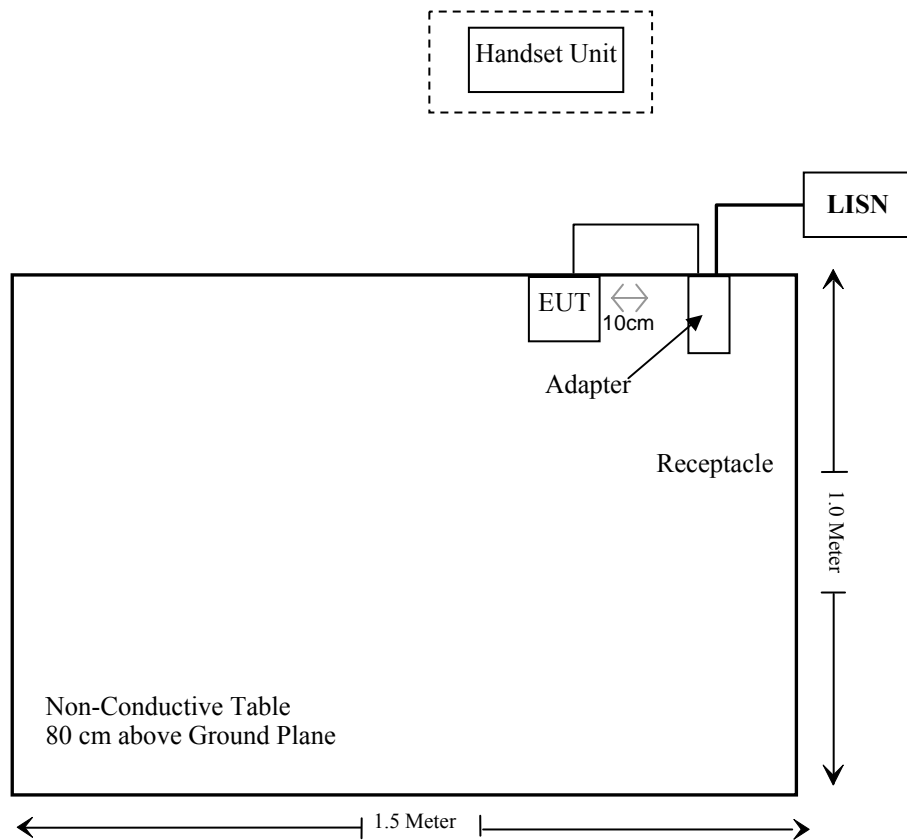 Handset Unit
LISN
EUT
10cm
Adapter
Receptacle
1.0 Meter
Non-Conductive Table
80 cm above Ground Plane
1.5 Meter